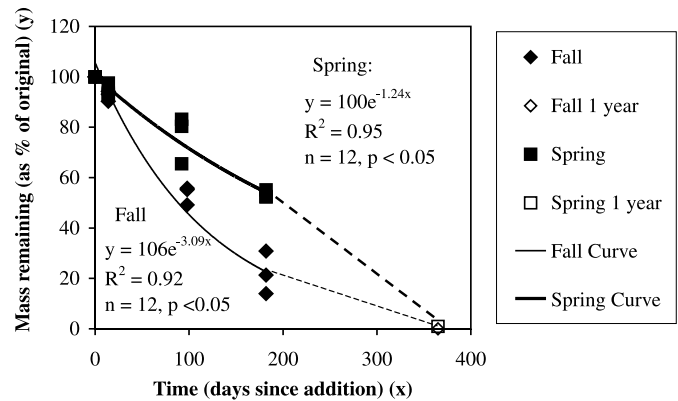 Mass remaining (as % of original) (y)
120
100
80
60
40
20
0
Spring:
y = 100e^-1.24x
R^2 = 0.95
n = 12, p < 0.05
Fall
y = 106e^-3.09x
R^2 = 0.92
n = 12, p <0.05
0 100 200 300 400
Time (days since addition) (x)
Fall
Fall 1 year
Spring
Spring 1 year
Fall Curve
Spring Curve